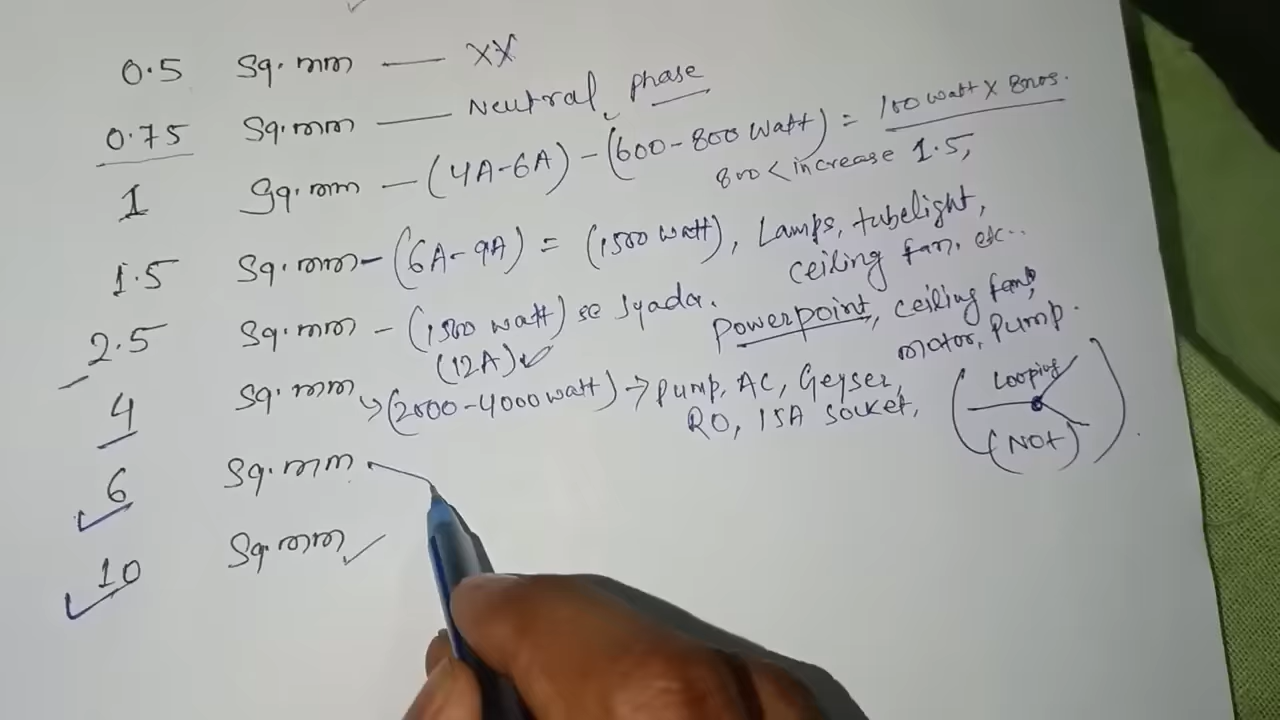 0.5 Sq.mm — XX
0.75 Sq.mm — Neutral, phase
1 Sq.mm — (4A-6A) - (600-800 Watt) = 100 watt X 8nos.
800 < increase 1.5,
1.5 Sq.mm - (6A-9A) = (1500 watt), Lamps, tubelight,
ceiling fan. etc..
2.5 Sq.mm - (1500 watt) se Jyada. Powerpoint, ceiling fans,
(12A) ✓ motor, Pump.
4 Sq.mm → (2000-4000 watt) → Pump, AC, Geyser,
RO, 15A socket,
Looping
(Not)
6 Sq.mm
10 Sq.mm ✓